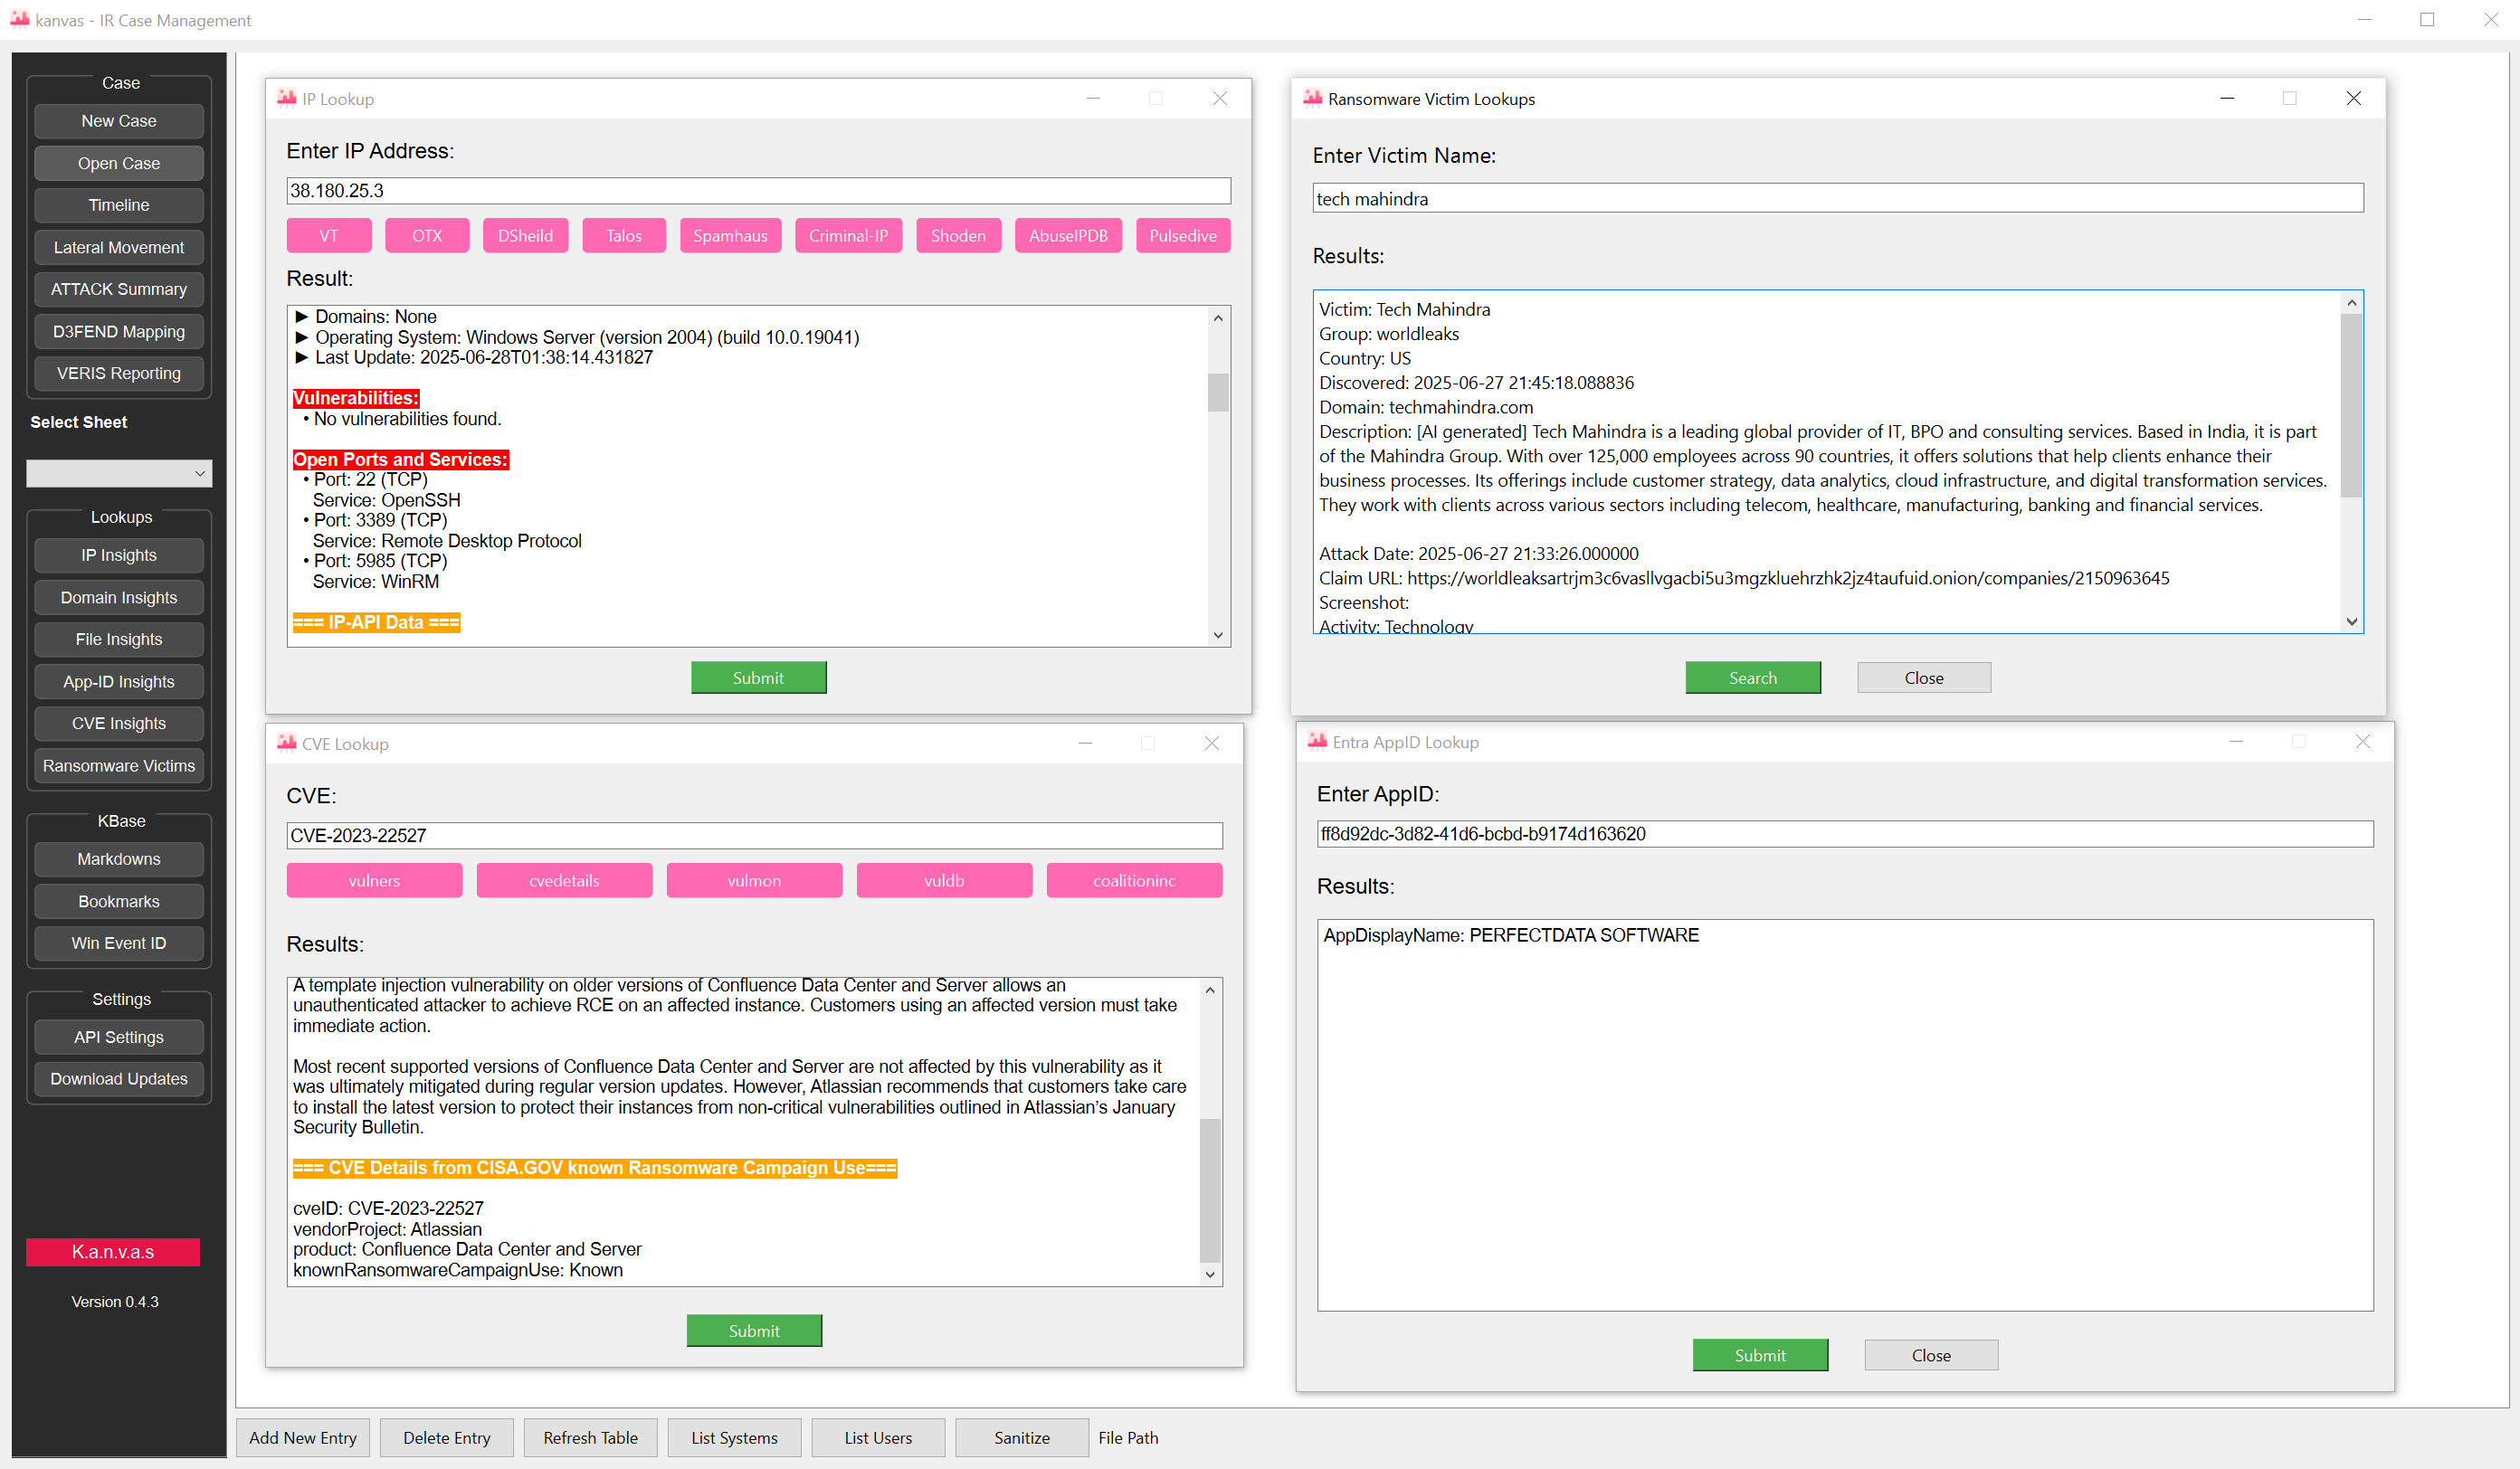 kanvas - IR Case Management
Case
New Case
Open Case
Timeline
Lateral Movement
ATTACK Summary
D3FEND Mapping
VERIS Reporting
Select Sheet
Lookups
IP Insights
Domain Insights
File Insights
App-ID Insights
CVE Insights
Ransomware Victims
KBase
Markdowns
Bookmarks
Win Event ID
Settings
API Settings
Download Updates
K.a.n.v.a.s
Version 0.4.3
IP Lookup
Enter IP Address:
38.180.25.3
VT OTX DSheild Talos Spamhaus Criminal-IP Shoden AbuseIPDB Pulsedive
Result:
► Domains: None
► Operating System: Windows Server (version 2004) (build 10.0.19041)
► Last Update: 2025-06-28T01:38:14.431827
Vulnerabilities:
• No vulnerabilities found.
Open Ports and Services:
• Port: 22 (TCP)
Service: OpenSSH
• Port: 3389 (TCP)
Service: Remote Desktop Protocol
• Port: 5985 (TCP)
Service: WinRM
=== IP-API Data ===
Submit
Ransomware Victim Lookups
Enter Victim Name:
tech mahindra
Results:
Victim: Tech Mahindra
Group: worldleaks
Country: US
Discovered: 2025-06-27 21:45:18.088836
Domain: techmahindra.com
Description: [AI generated] Tech Mahindra is a leading global provider of IT, BPO and consulting services. Based in India, it is part
of the Mahindra Group. With over 125,000 employees across 90 countries, it offers solutions that help clients enhance their
business processes. Its offerings include customer strategy, data analytics, cloud infrastructure, and digital transformation services.
They work with clients across various sectors including telecom, healthcare, manufacturing, banking and financial services.
Attack Date: 2025-06-27 21:33:26.000000
Claim URL: https://worldleaksartrjm3c6vasllvgacbi5u3mgzkluehrzhk2jz4taufuid.onion/companies/2150963645
Screenshot:
Activity: Technology
Search Close
CVE Lookup
CVE:
CVE-2023-22527
vulners cvedetails vulmon vuldb coalitioninc
Results:
A template injection vulnerability on older versions of Confluence Data Center and Server allows an
unauthenticated attacker to achieve RCE on an affected instance. Customers using an affected version must take
immediate action.
Most recent supported versions of Confluence Data Center and Server are not affected by this vulnerability as it
was ultimately mitigated during regular version updates. However, Atlassian recommends that customers take care
to install the latest version to protect their instances from non-critical vulnerabilities outlined in Atlassian’s January
Security Bulletin.
=== CVE Details from CISA.GOV known Ransomware Campaign Use===
cveID: CVE-2023-22527
vendorProject: Atlassian
product: Confluence Data Center and Server
knownRansomwareCampaignUse: Known
Submit
Entra AppID Lookup
Enter AppID:
ff8d92dc-3d82-41d6-bcbd-b9174d163620
Results:
AppDisplayName: PERFECTDATA SOFTWARE
Submit Close
Add New Entry Delete Entry Refresh Table List Systems List Users Sanitize File Path